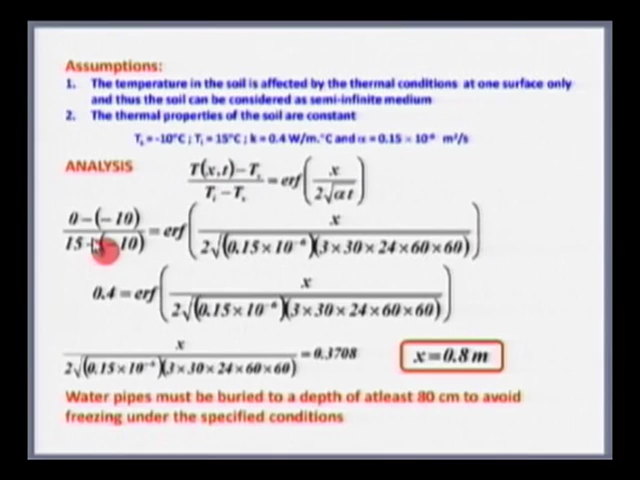 Assumptions:
1. The temperature in the soil is affected by the thermal conditions at one surface only
and thus the soil can be considered as semi-infinite medium
2. The thermal properties of the soil are constant
Tₛ = -10°C ; Tᵢ = 15°C ; k = 0.4 W/m.°C and α = 0.15 × 10⁻⁶ m²/s
ANALYSIS
(T(x,t) – Tₛ) / (Tᵢ – Tₛ) = erf( x / (2√(α t)) )
(0 – (– 10)) / (15 – (– 10)) = erf( x / (2√((0.15×10⁻⁶)(3×30×24×60×60))) )
0.4 = erf( x / (2√((0.15×10⁻⁶)(3×30×24×60×60))) )
x / (2√((0.15×10⁻⁶)(3×30×24×60×60))) = 0.3708
x = 0.8 m
Water pipes must be buried to a depth of atleast 80 cm to avoid
freezing under the specified conditions